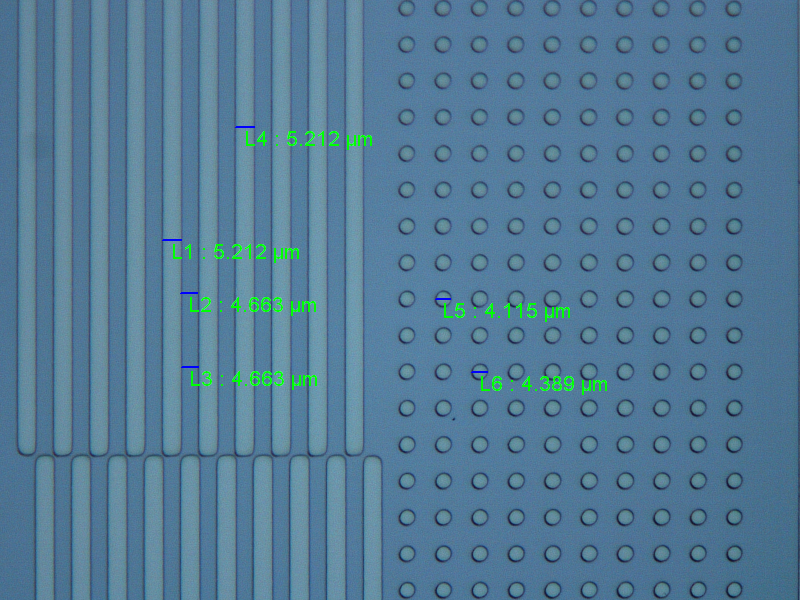 L4 : 5.212 µm
L1 : 5.212 µm
L2 : 4.663 µm
L3 : 4.663 µm
L5 : 4.115 µm
L6 : 4.389 µm